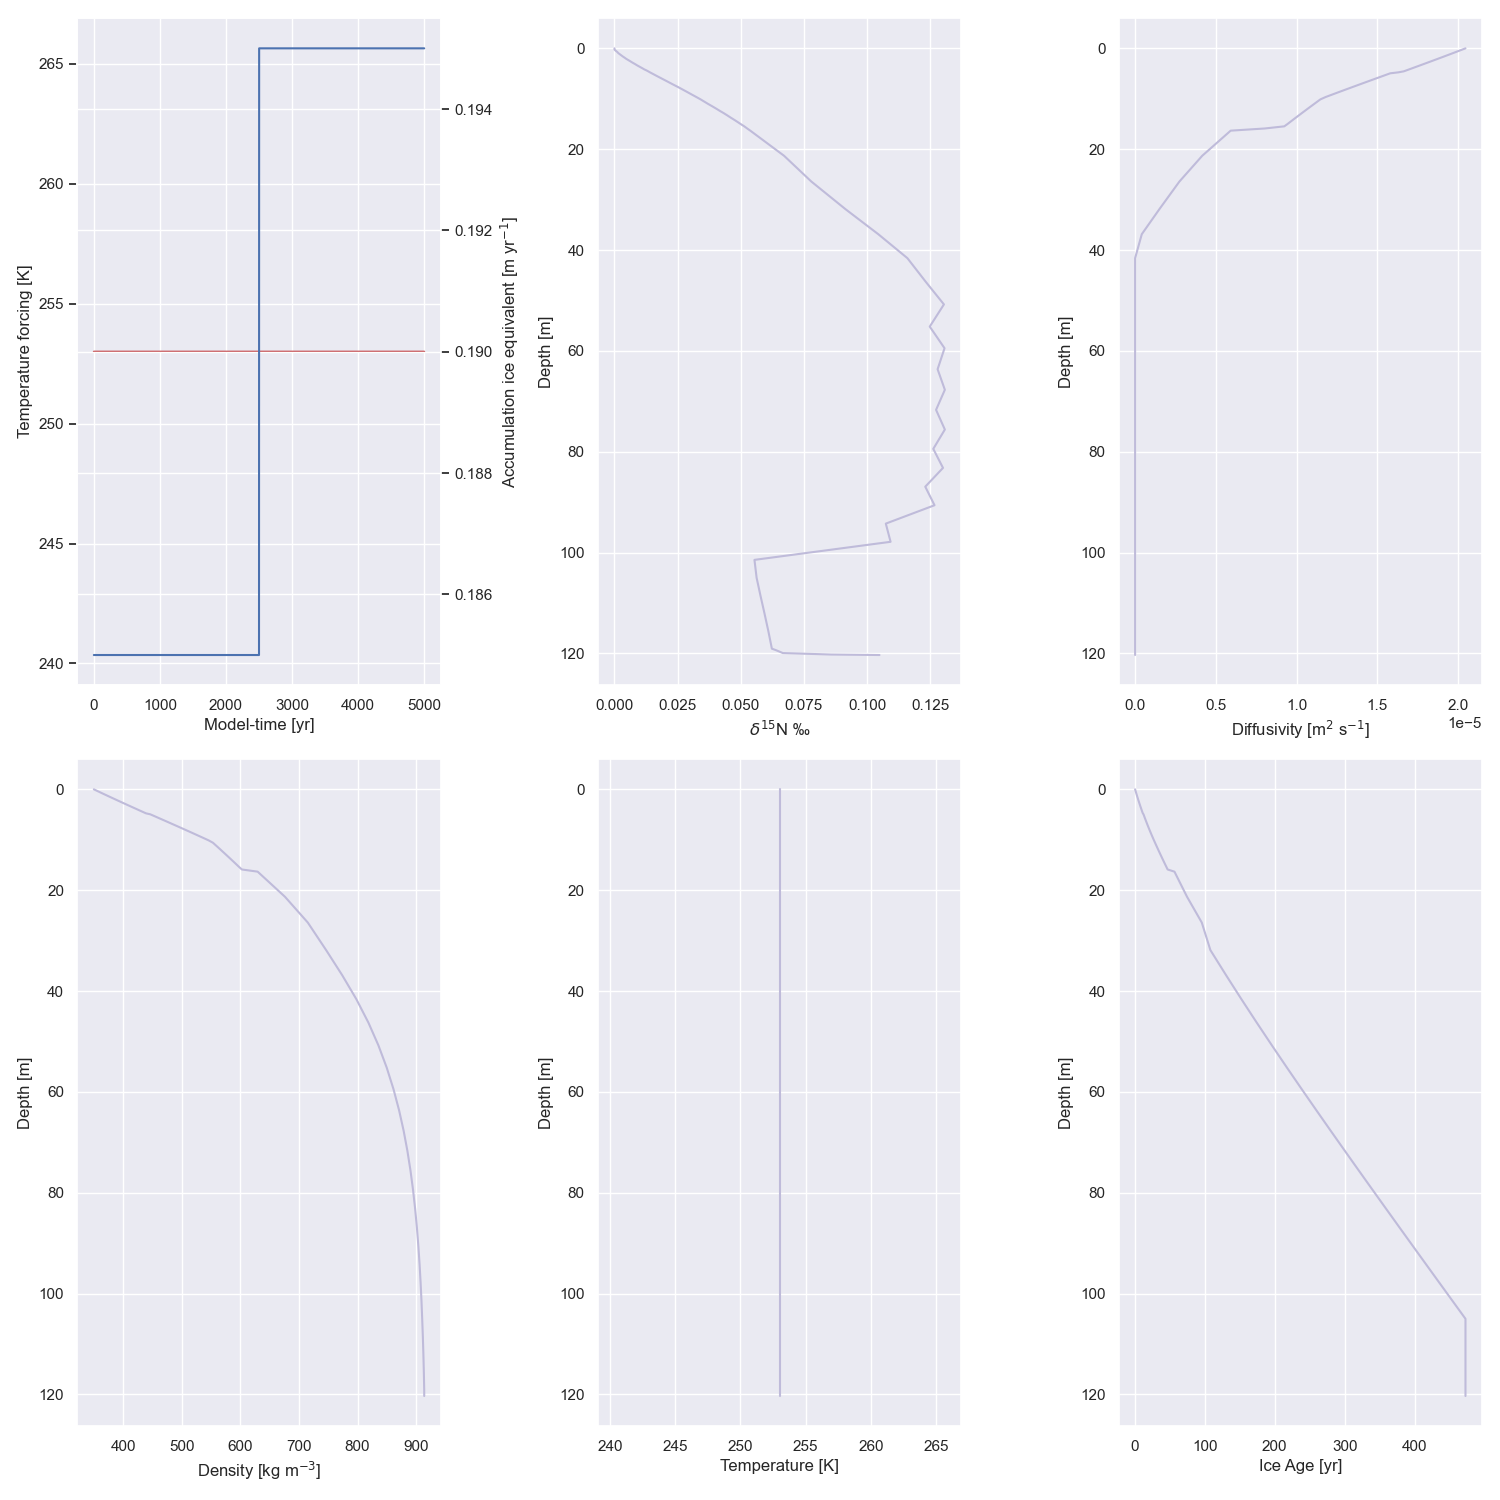 265
260
255
250
245
240
Temperature forcing [K]
0.194
0.192
0.190
0.188
0.186
Accumulation ice equivalent [m yr⁻¹]
0 1000 2000 3000 4000 5000
Model-time [yr]
0
20
40
60
80
100
120
Depth [m]
0.000 0.025 0.050 0.075 0.100 0.125
δ¹⁵N ‰
0
20
40
60
80
100
120
Depth [m]
0.0 0.5 1.0 1.5 2.0
1e−5
Diffusivity [m² s⁻¹]
0
20
40
60
80
100
120
Depth [m]
400 500 600 700 800 900
Density [kg m⁻³]
0
20
40
60
80
100
120
Depth [m]
240 245 250 255 260 265
Temperature [K]
0
20
40
60
80
100
120
Depth [m]
0 100 200 300 400
Ice Age [yr]